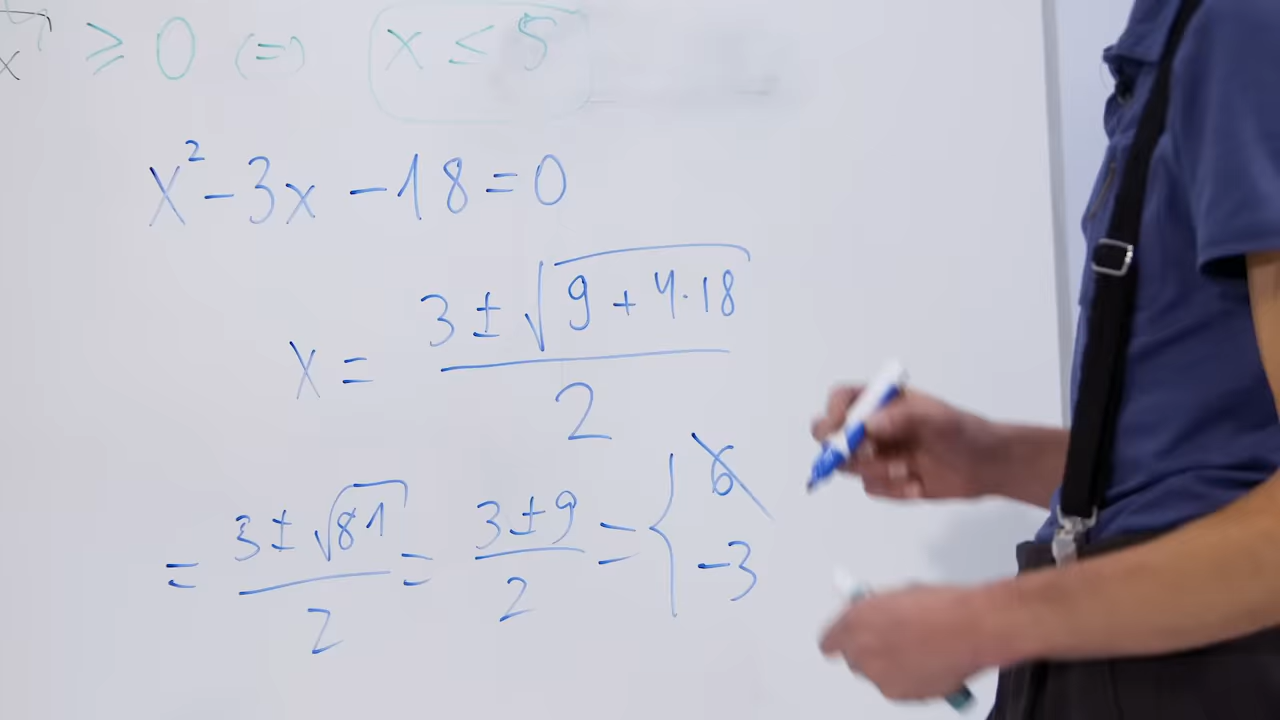 x ≥ 0 (=) x ≤ 5
x² - 3x - 18 = 0
x = (3 ± √(9 + 4·18)) / 2
= (3 ± √81) / 2 = (3 ± 9) / 2 = { 6
-3